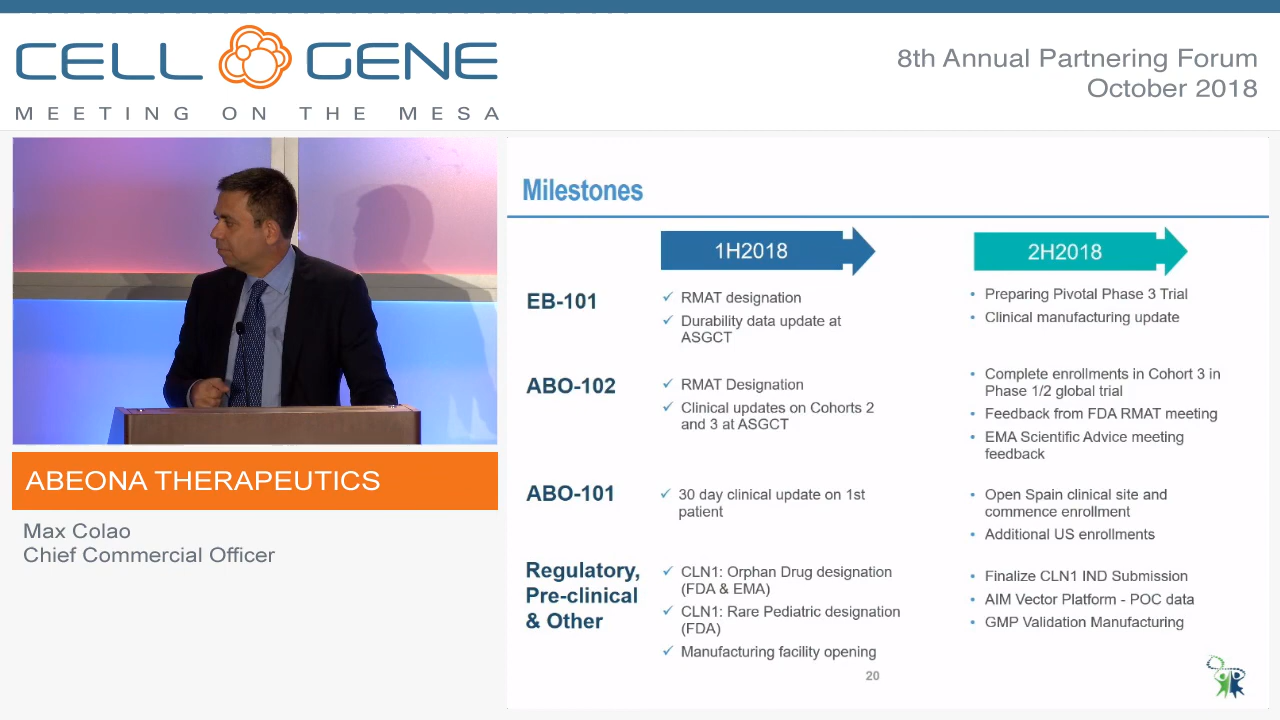 CELL GENE
MEETING ON THE MESA
8th Annual Partnering Forum
October 2018
ABEONA THERAPEUTICS
Max Colao
Chief Commercial Officer
Milestones
1H2018
2H2018
EB-101
✓ RMAT designation
✓ Durability data update at
ASGCT
• Preparing Pivotal Phase 3 Trial
• Clinical manufacturing update
ABO-102
✓ RMAT Designation
✓ Clinical updates on Cohorts 2
and 3 at ASGCT
• Complete enrollments in Cohort 3 in
Phase 1/2 global trial
• Feedback from FDA RMAT meeting
• EMA Scientific Advice meeting
feedback
ABO-101
✓ 30 day clinical update on 1st
patient
• Open Spain clinical site and
commence enrollment
• Additional US enrollments
Regulatory,
Pre-clinical
& Other
✓ CLN1: Orphan Drug designation
(FDA & EMA)
✓ CLN1: Rare Pediatric designation
(FDA)
✓ Manufacturing facility opening
• Finalize CLN1 IND Submission
• AIM Vector Platform - POC data
• GMP Validation Manufacturing
20